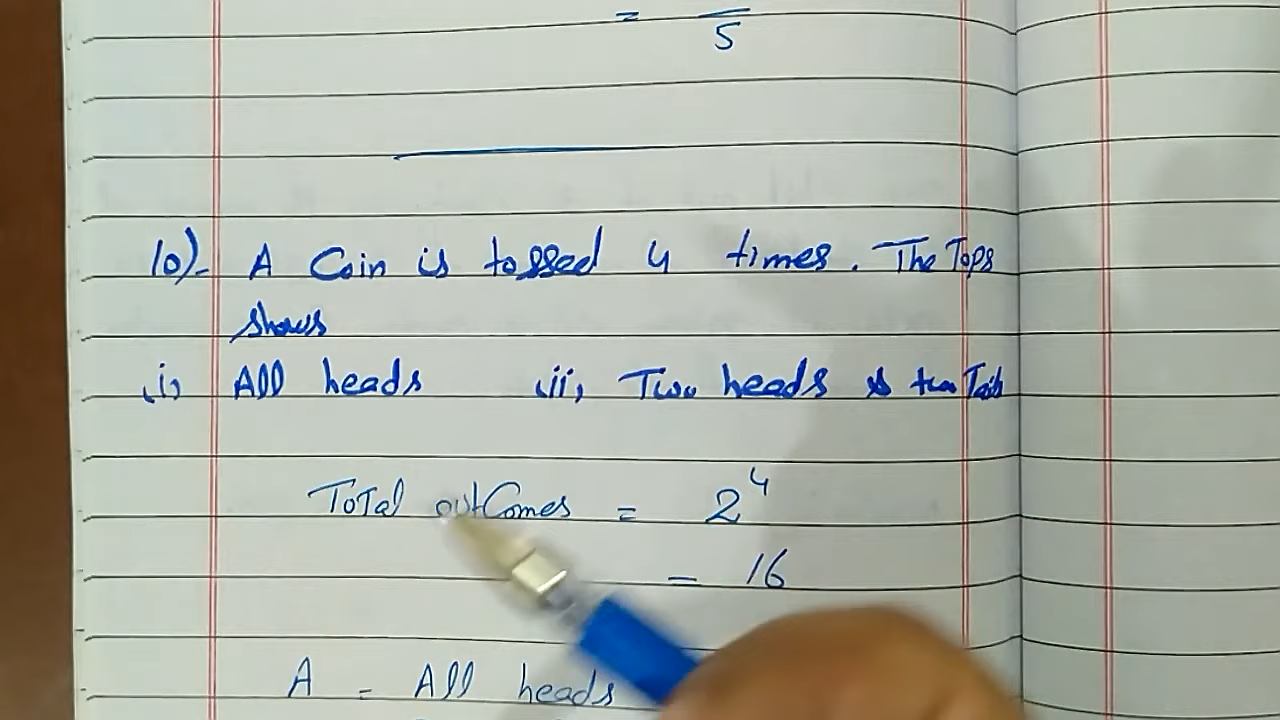 = 5
10)- A Coin is tossed 4 times. The Tops
shows
(i) All heads (ii) Two heads & two Tails
Total outComes = 2^4
= 16
A = All heads